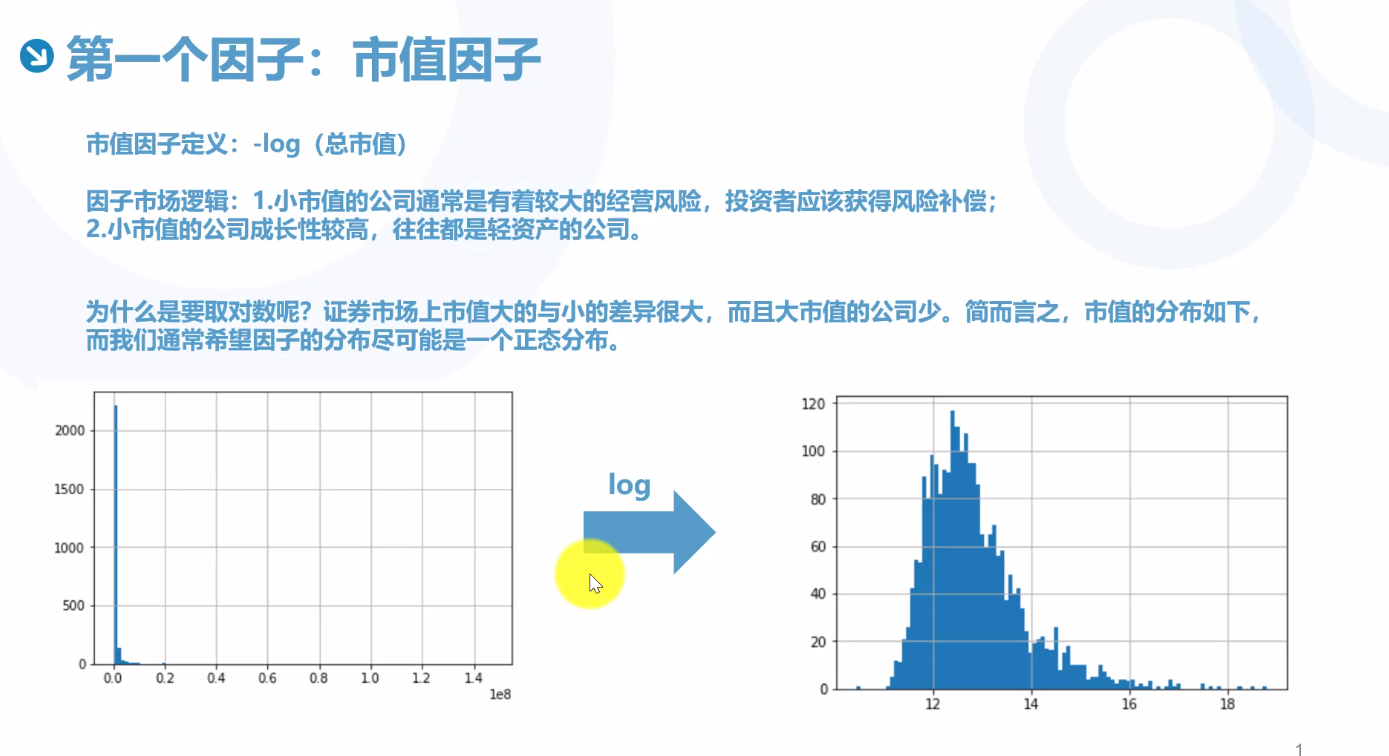 第一个因子：市值因子
市值因子定义：-log（总市值）
因子市场逻辑：1.小市值的公司通常是有着较大的经营风险，投资者应该获得风险补偿；
2.小市值的公司成长性较高，往往都是轻资产的公司。
为什么是要取对数呢？证券市场上市值大的与小的差异很大，而且大市值的公司少。简而言之，市值的分布如下，
而我们通常希望因子的分布尽可能是一个正态分布。
2000
1500
1000
500
0
0.0 0.2 0.4 0.6 0.8 1.0 1.2 1.4
1e8
log
120
100
80
60
40
20
0
12 14 16 18
1